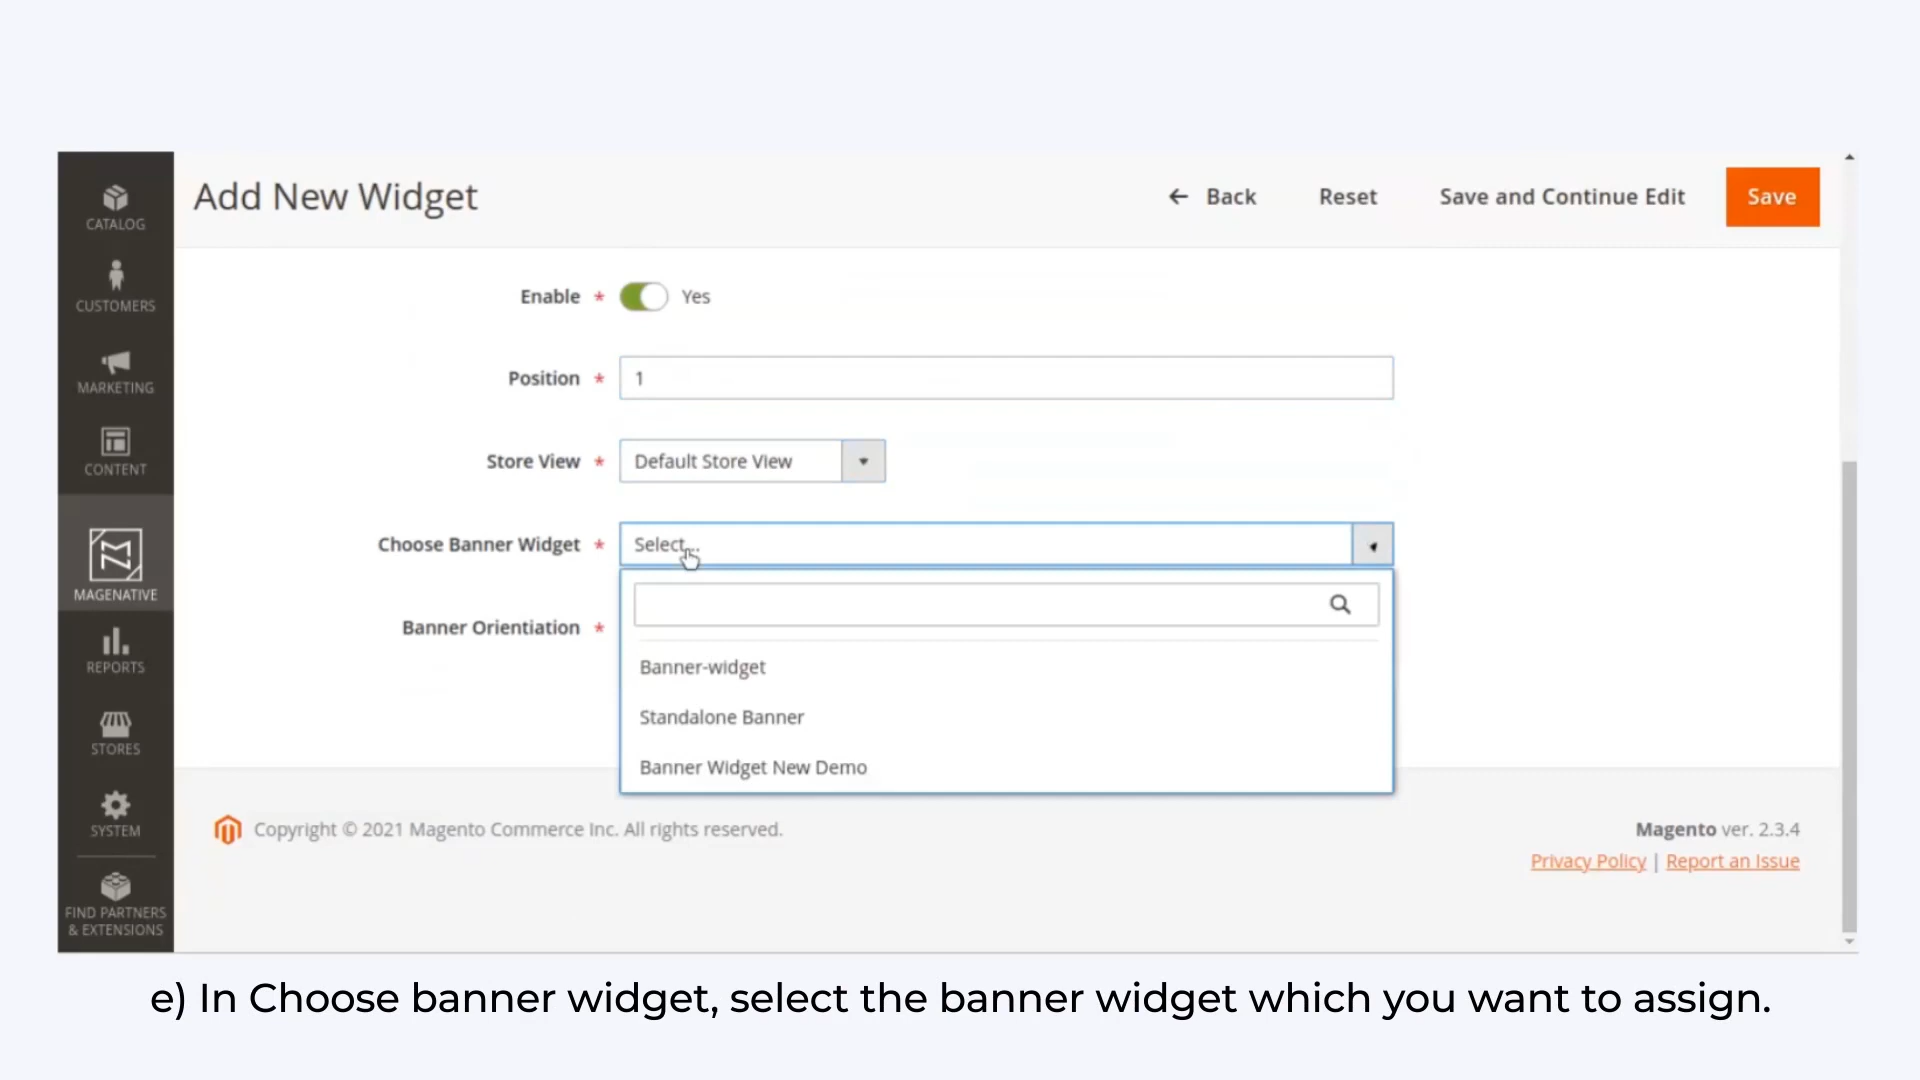 Add New Widget
Back
Reset
Save and Continue Edit
Save
CATALOG
CUSTOMERS
MARKETING
CONTENT
MAGENATIVE
REPORTS
STORES
SYSTEM
FIND PARTNERS
& EXTENSIONS
Enable *
Yes
Position *
1
Store View *
Default Store View
Choose Banner Widget *
Select...
Banner Orientiation *
Banner-widget
Standalone Banner
Banner Widget New Demo
Copyright © 2021 Magento Commerce Inc. All rights reserved.
Magento ver. 2.3.4
Privacy Policy | Report an Issue
e) In Choose banner widget, select the banner widget which you want to assign.